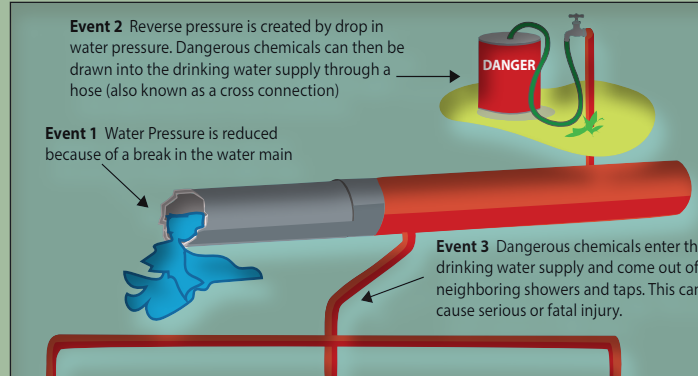 Event 2 Reverse pressure is created by drop in
water pressure. Dangerous chemicals can then be
drawn into the drinking water supply through a
hose (also known as a cross connection)
DANGER
Event 1 Water Pressure is reduced
because of a break in the water main
Event 3 Dangerous chemicals enter th
drinking water supply and come out of
neighboring showers and taps. This can
cause serious or fatal injury.